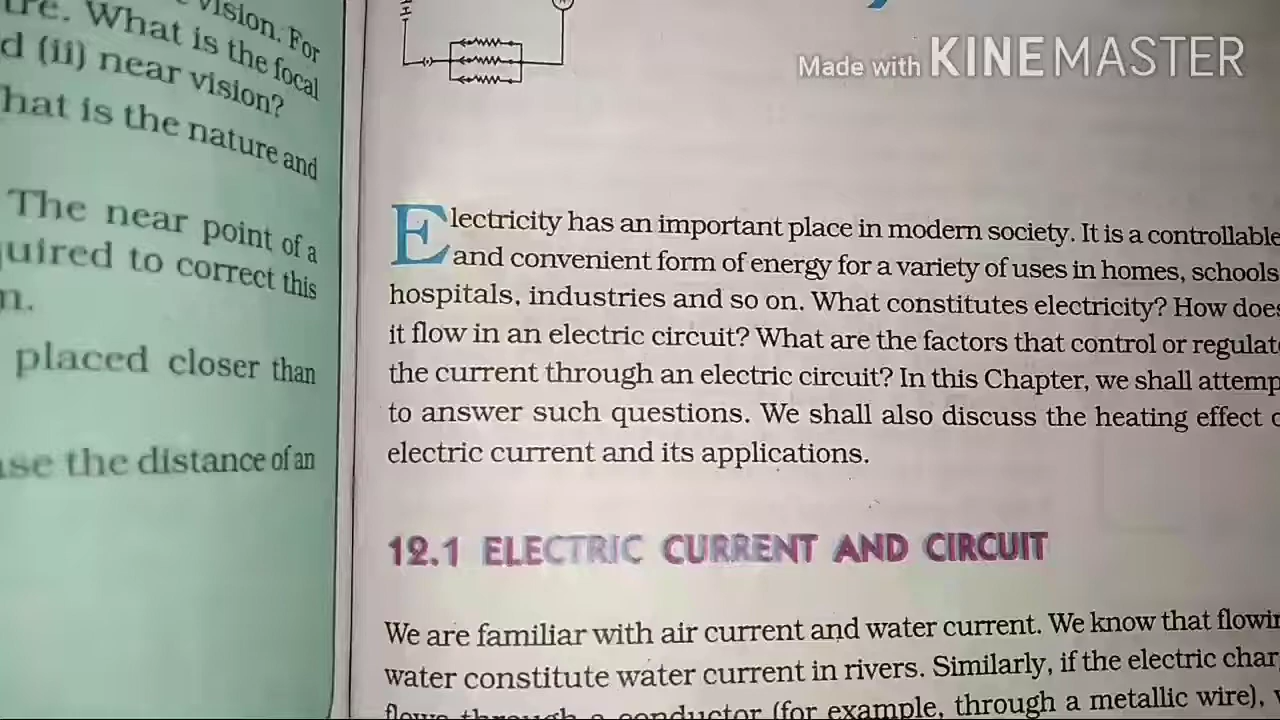 vision. For
What is the focal
d (ii) near vision?
hat is the nature and
The near point of a
uired to correct this
n.
placed closer than
se the distance of an
Made with KINEMASTER
Electricity has an important place in modern society. It is a controllable
and convenient form of energy for a variety of uses in homes, schools
hospitals, industries and so on. What constitutes electricity? How does
it flow in an electric circuit? What are the factors that control or regulate
the current through an electric circuit? In this Chapter, we shall attemp
to answer such questions. We shall also discuss the heating effect o
electric current and its applications.
12.1 ELECTRIC CURRENT AND CIRCUIT
We are familiar with air current and water current. We know that flowin
water constitute water current in rivers. Similarly, if the electric char
flows through a conductor (for example, through a metallic wire),